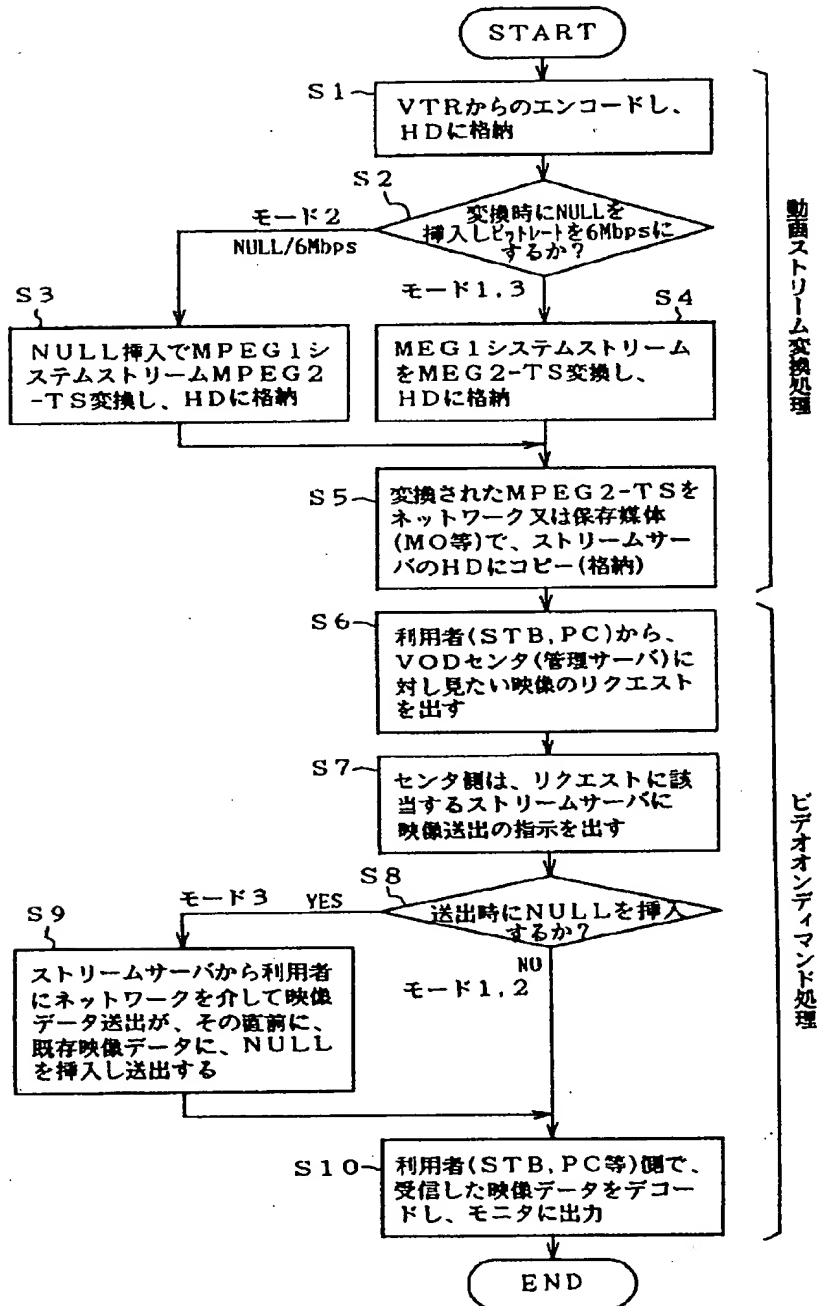 START
S1
VTRからのエンコードし、
HDに格納
S2
変換時にNULLを
挿入しビットレートを6Mbpsに
するか?
モード2
NULL/6Mbps
モード1,3
S3
NULL挿入でMPEG1シ
ステムストリームMPEG2
-TS変換し、HDに格納
S4
MEG1システムストリーム
をMEG2-TS変換し、
HDに格納
S5
変換されたMPEG2-TSを
ネットワーク又は保存媒体
(MO等)で、ストリームサー
バのHDにコピー(格納)
動画ストリーム変換処理
S6
利用者(STB,PC)から、
VODセンタ(管理サーバ)に
対し見たい映像のリクエスト
を出す
S7
センタ側は、リクエストに該
当するストリームサーバに
映像送出の指示を出す
S8
送出時にNULLを挿入
するか?
モード3 YES
NO
モード1,2
S9
ストリームサーバから利用者
にネットワークを介して映像
データ送出が、その直前に、
既存映像データに、NULL
を挿入し送出する
S10
利用者(STB,PC等)側で、
受信した映像データをデコー
ドし、モニタに出力
ビデオオンディマンド処理
END